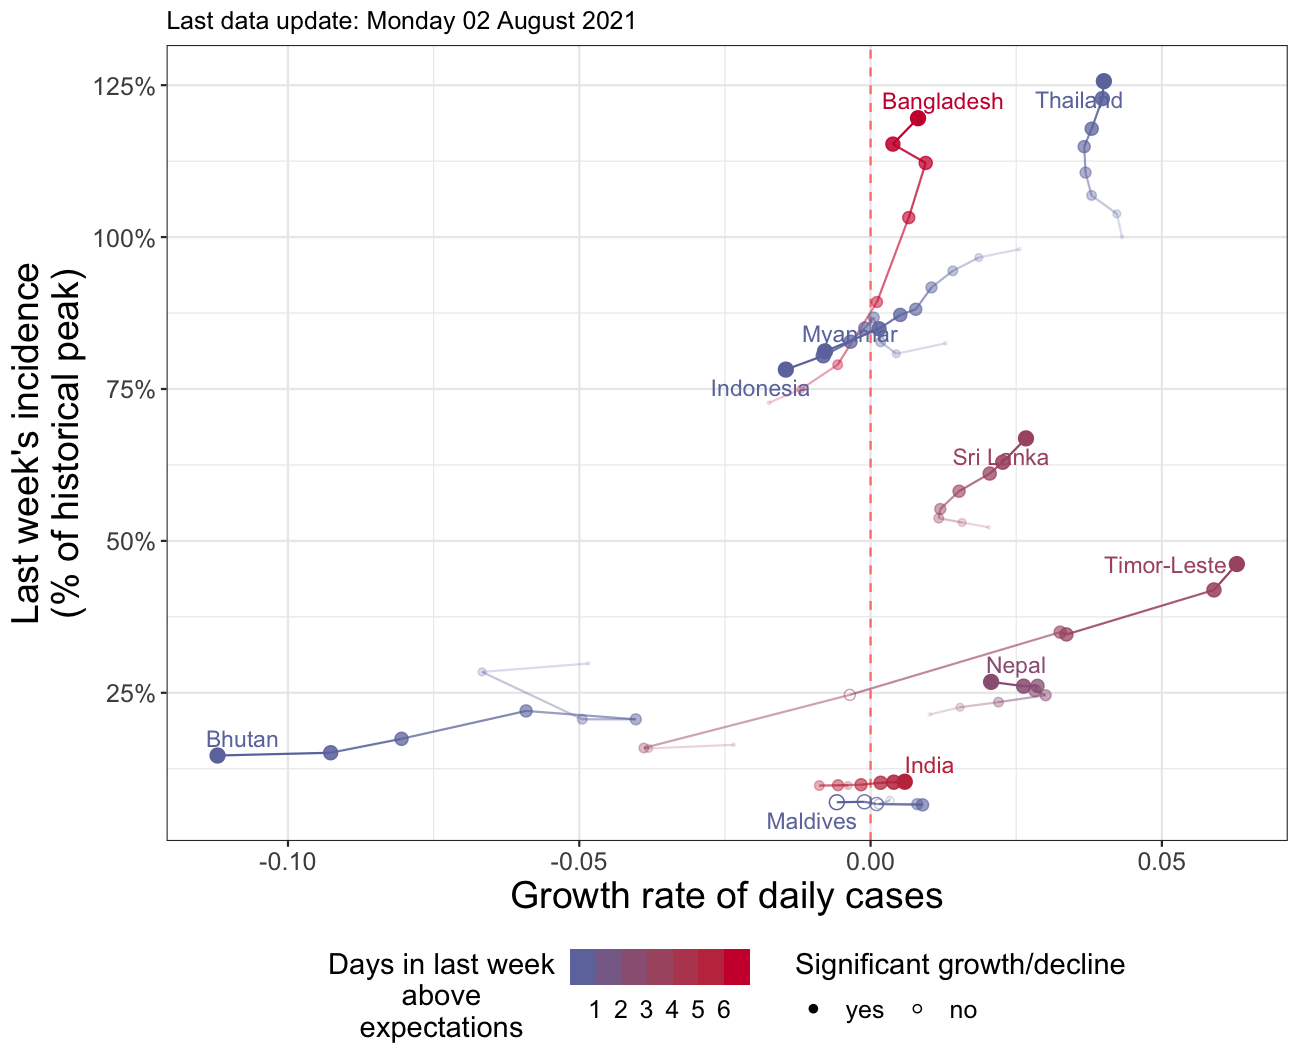 Last data update: Monday 02 August 2021
125%
100%
75%
50%
25%
Last week's incidence
(% of historical peak)
Bangladesh
Thailand
Myanmar
Indonesia
Sri Lanka
Timor-Leste
Nepal
Bhutan
India
Maldives
-0.10
-0.05
0.00
0.05
Growth rate of daily cases
Days in last week
above
expectations
1 2 3 4 5 6
Significant growth/decline
yes no